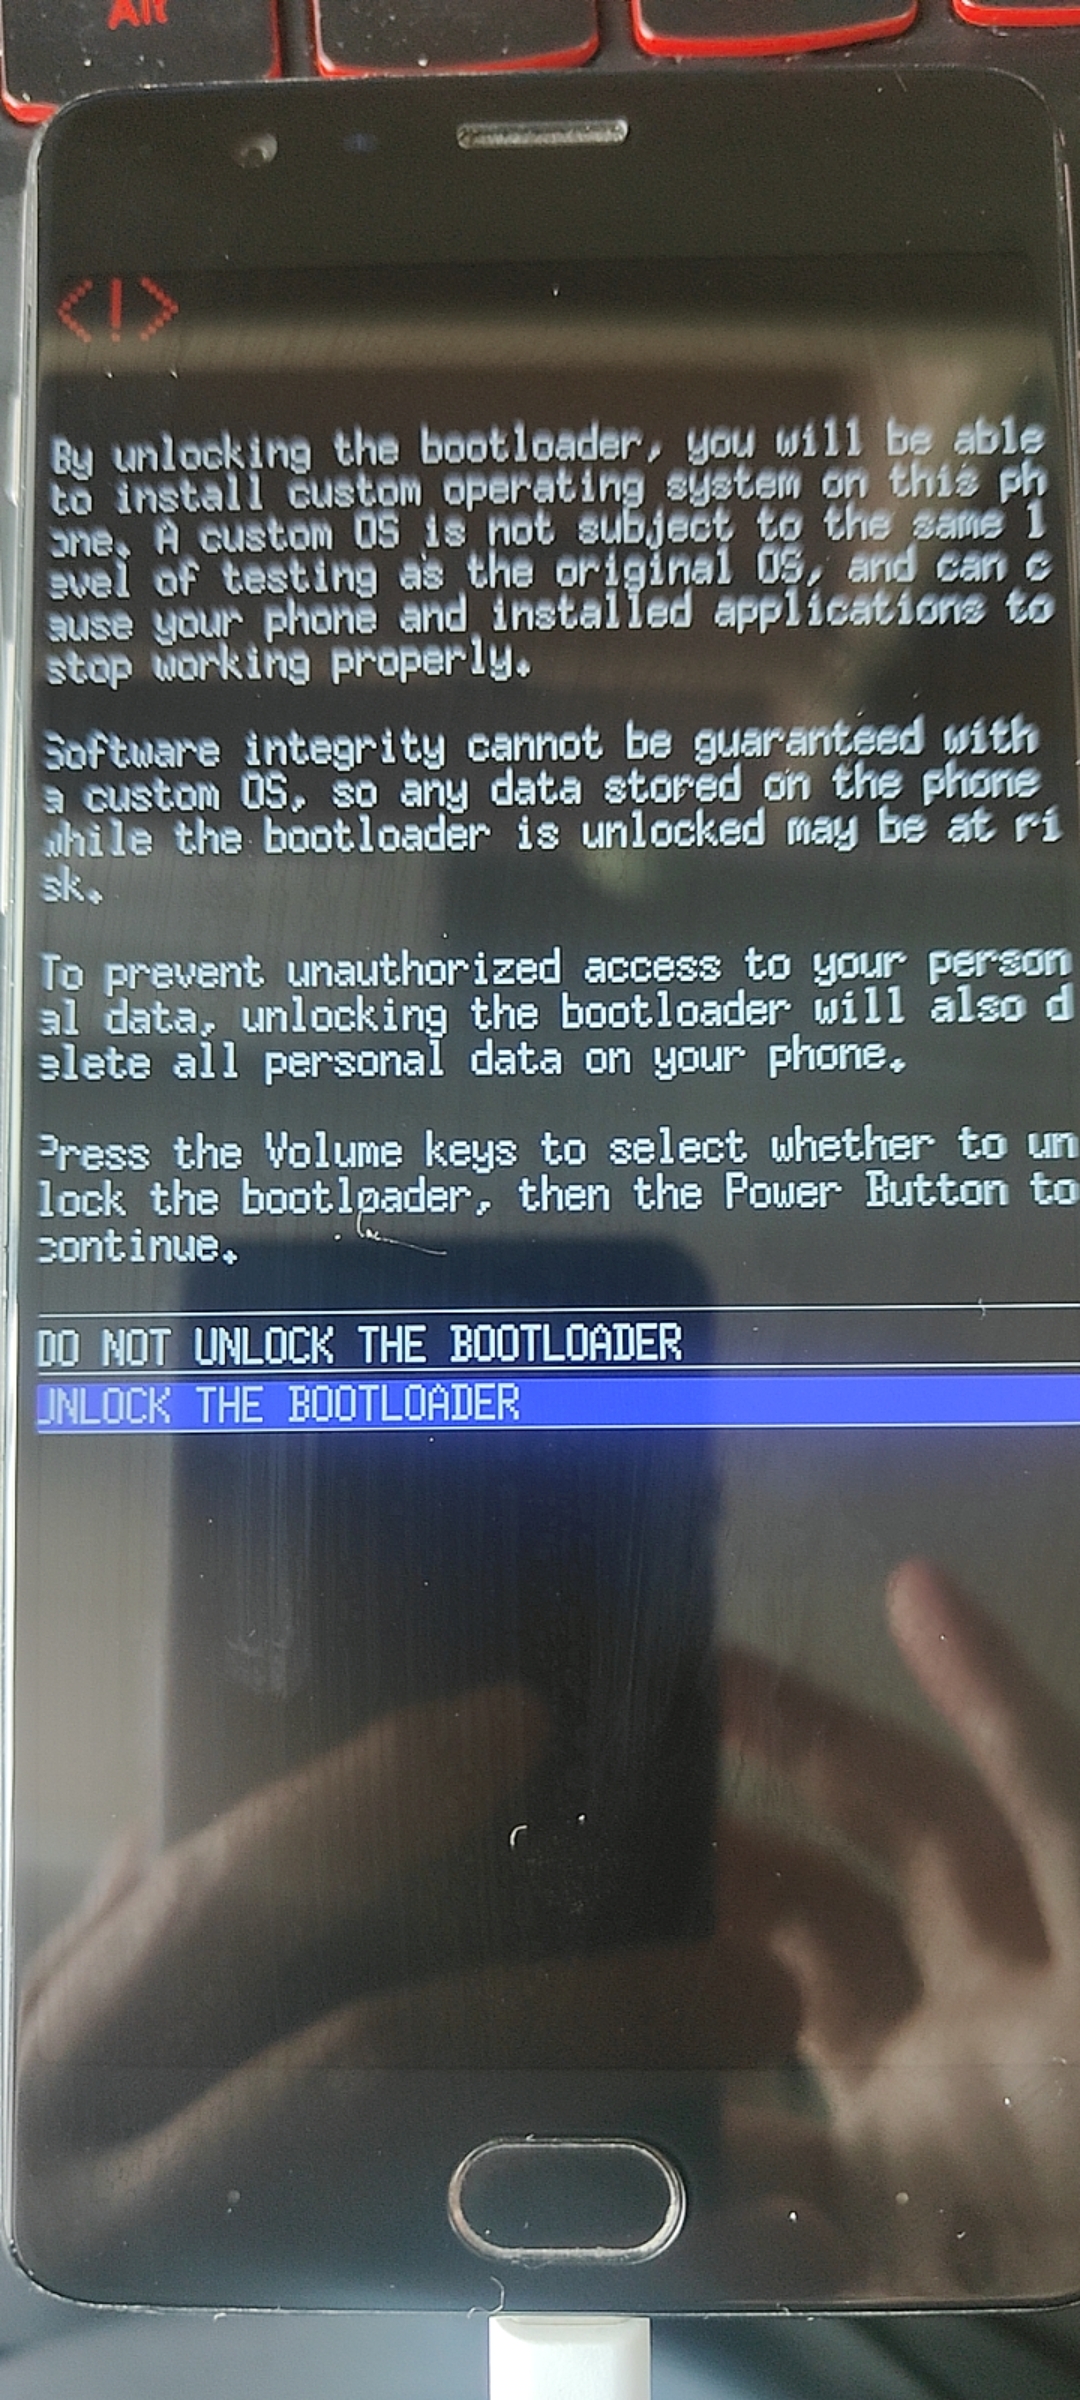 Alt
<!>
By unlocking the bootloader, you will be able
to install custom operating system on this ph
one. A custom OS is not subject to the same l
evel of testing as the original OS, and can c
ause your phone and installed applications to
stop working properly.
Software integrity cannot be guaranteed with
a custom OS, so any data stored on the phone
while the bootloader is unlocked may be at ri
sk.
To prevent unauthorized access to your person
al data, unlocking the bootloader will also d
elete all personal data on your phone.
Press the Volume keys to select whether to un
lock the bootloader, then the Power Button to
continue.
DO NOT UNLOCK THE BOOTLOADER
UNLOCK THE BOOTLOADER